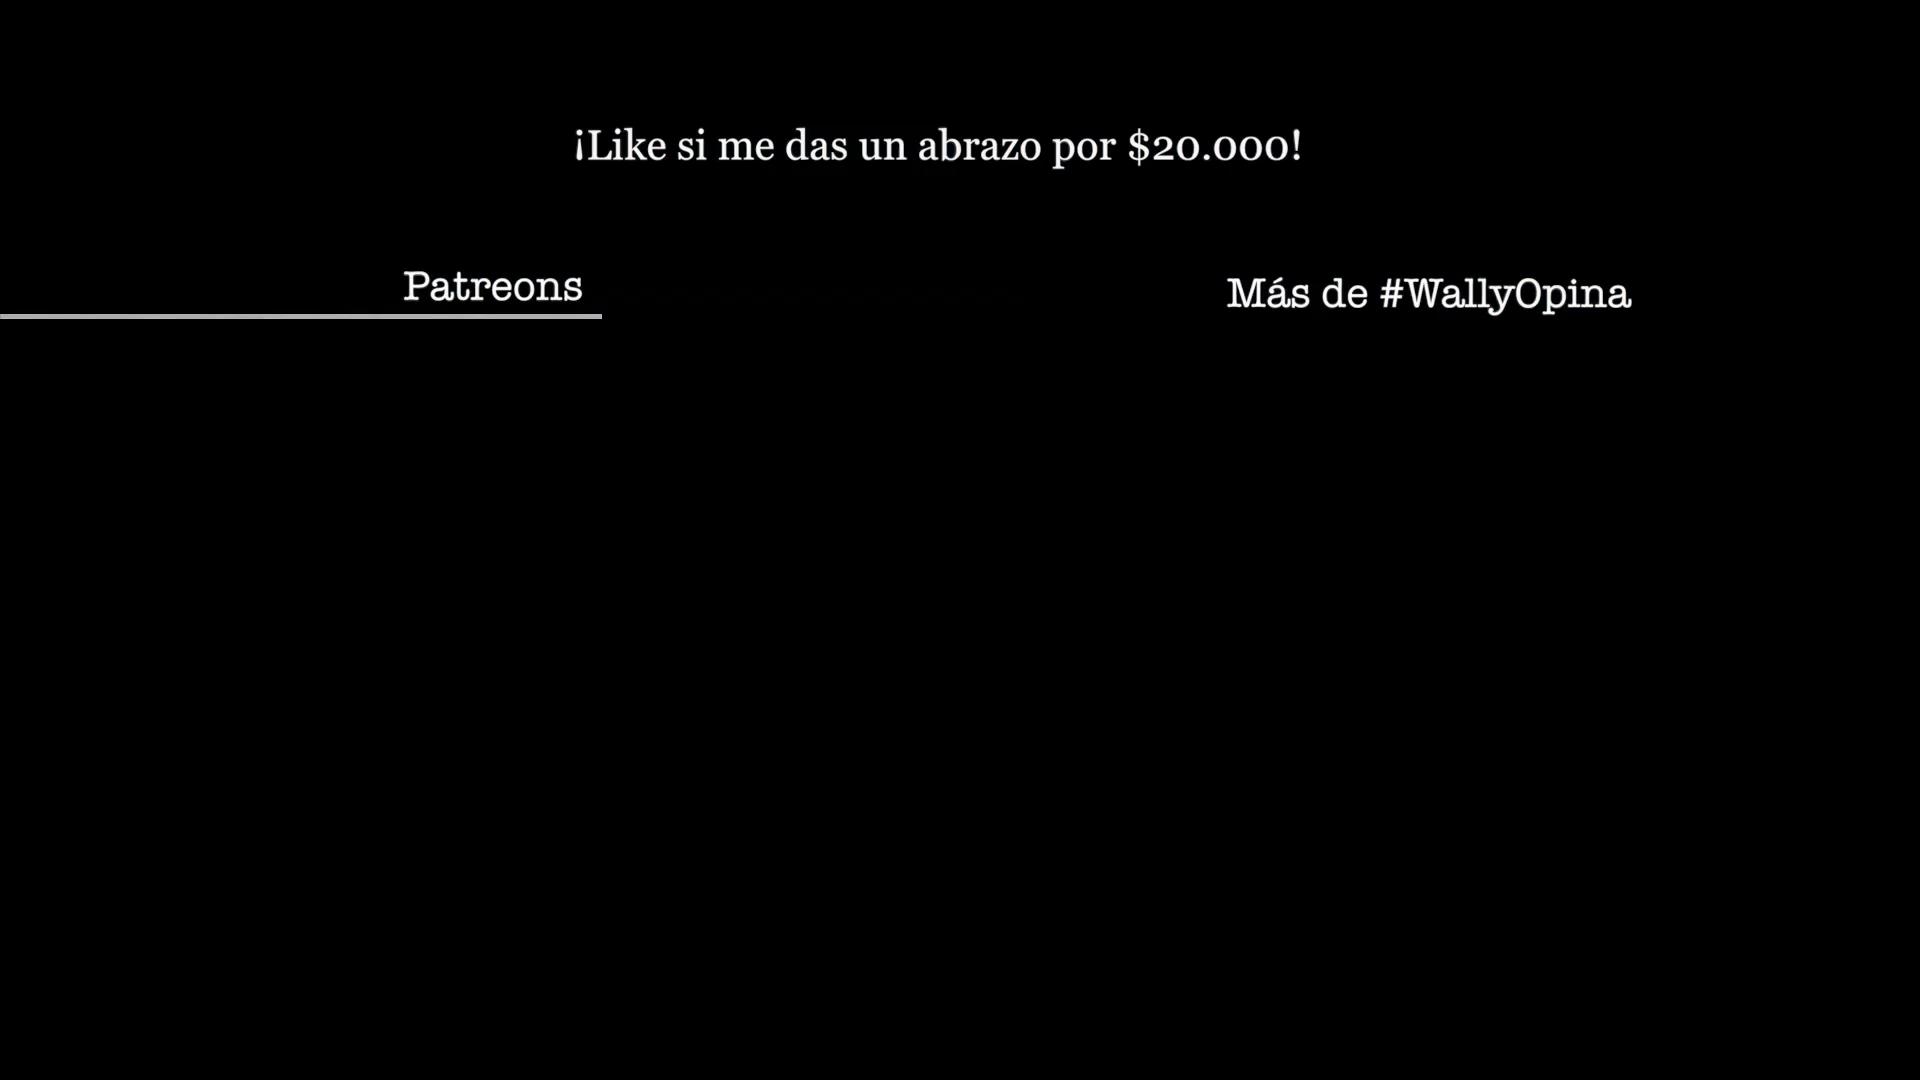 ¡Like si me das un abrazo por $20.000!
Patreons
Más de #WallyOpina